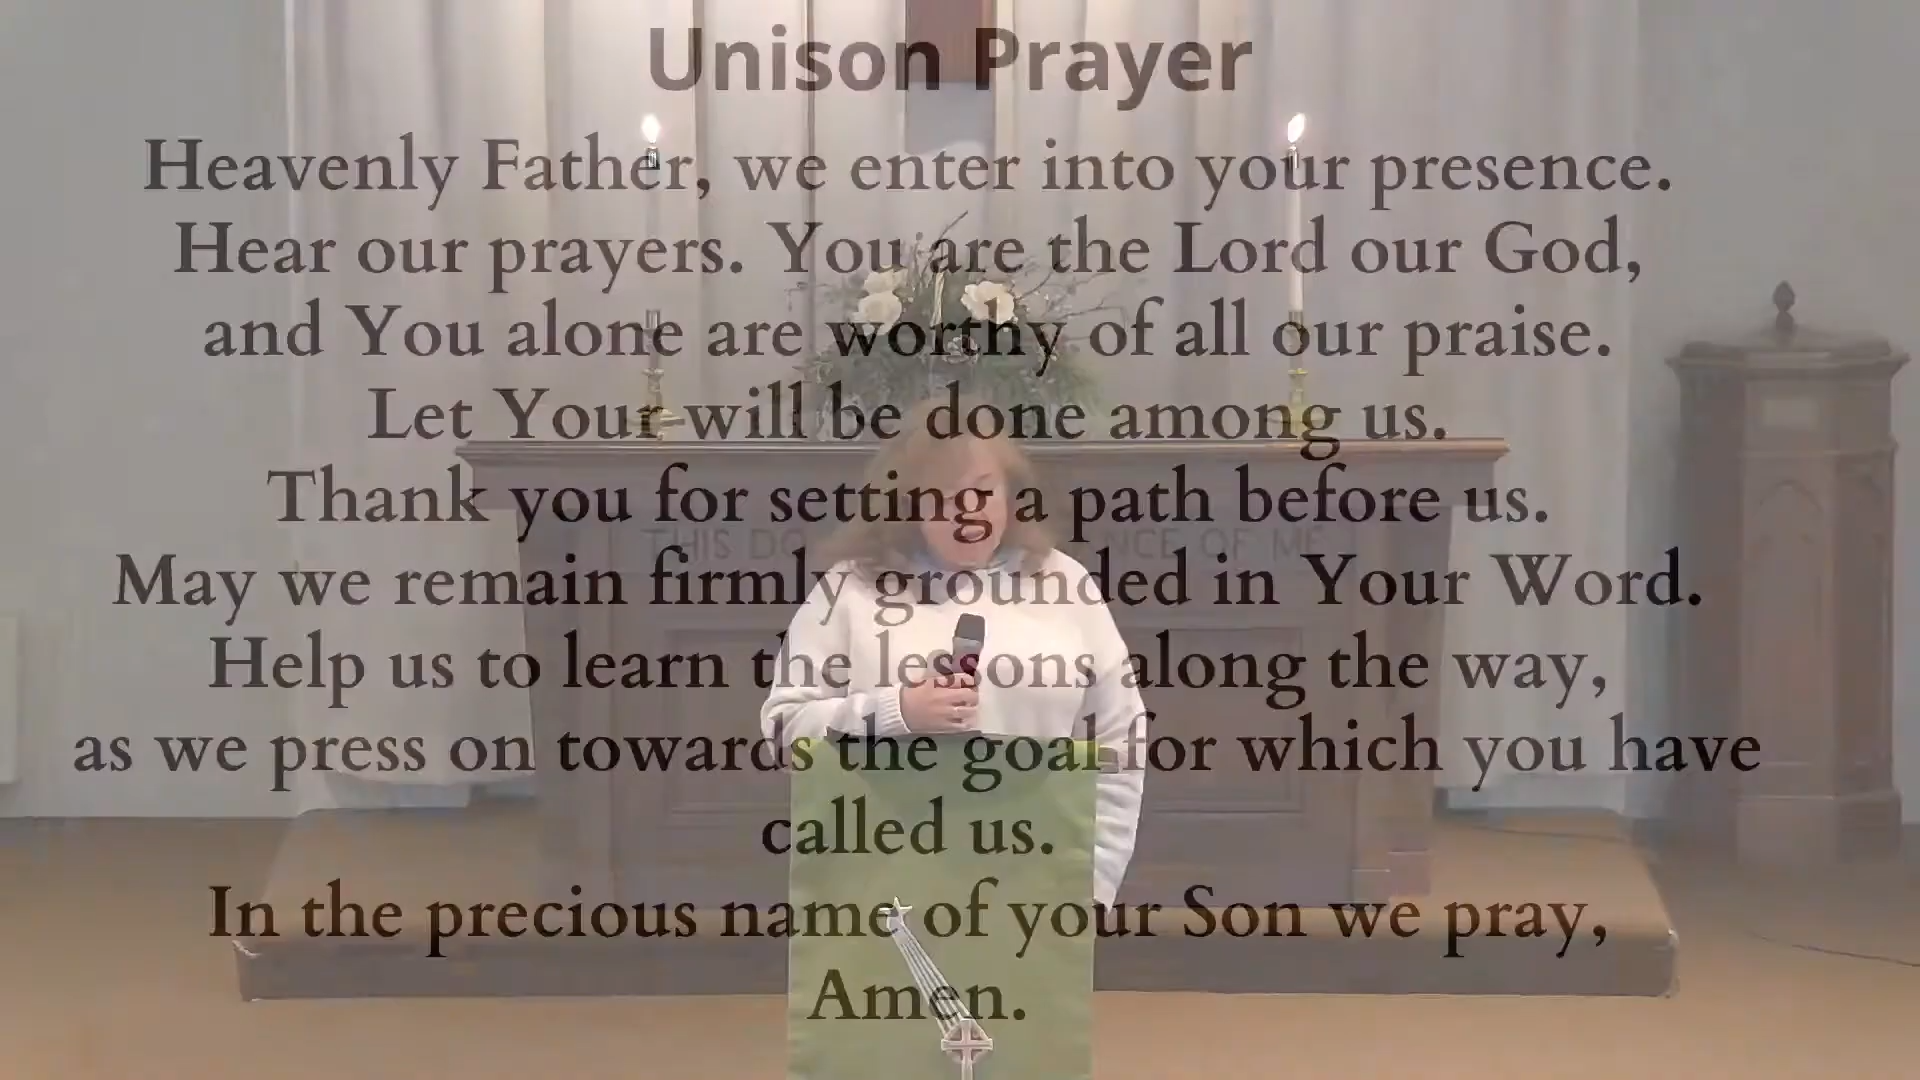 Unison Prayer
Heavenly Father, we enter into your presence.
Hear our prayers. You are the Lord our God,
and You alone are worthy of all our praise.
Let Your will be done among us.
Thank you for setting a path before us.
THIS DO OF ME
May we remain firmly grounded in Your Word.
Help us to learn the lessons along the way,
as we press on towards the goal for which you have
called us.
In the precious name of your Son we pray,
Amen.